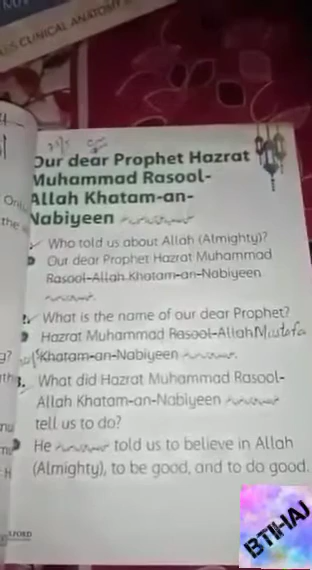 CLINICAL ANATOMY
Our dear Prophet Hazrat
Muhammad Rasool-
Allah Khatam-an-
Nabiyeen
Who told us about Allah (Almighty)?
Our dear Prophet Hazrat Muhammad
Rasool-Allah Khatam-an-Nabiyeen
What is the name of our dear Prophet?
Hazrat Muhammad Rasool-Allah Mustafa
Khatam-an-Nabiyeen
3. What did Hazrat Muhammad Rasool-
Allah Khatam-an-Nabiyeen
tell us to do?
He told us to believe in Allah
(Almighty), to be good, and to do good.
OXFORD
BTIHAJ